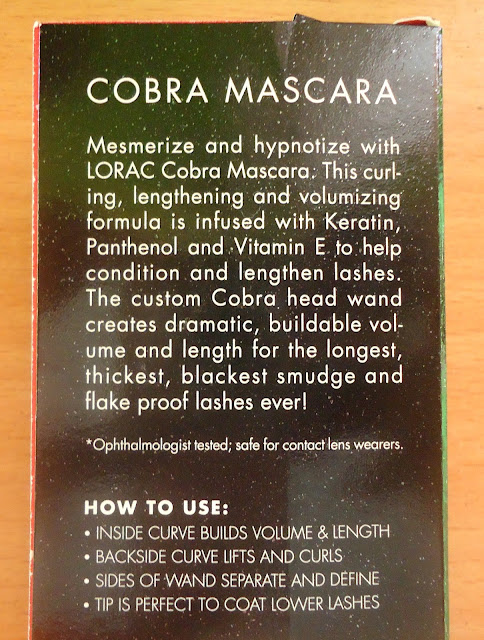 COBRA MASCARA
Mesmerize and hypnotize with
LORAC Cobra Mascara. This curl-
ing, lengthening and volumizing
formula is infused with Keratin,
Panthenol and Vitamin E to help
condition and lengthen lashes.
The custom Cobra head wand
creates dramatic, buildable vol-
ume and length for the longest,
thickest, blackest smudge and
flake proof lashes ever!
*Ophthalmologist tested; safe for contact lens wearers.
HOW TO USE:
• INSIDE CURVE BUILDS VOLUME & LENGTH
• BACKSIDE CURVE LIFTS AND CURLS
• SIDES OF WAND SEPARATE AND DEFINE
• TIP IS PERFECT TO COAT LOWER LASHES